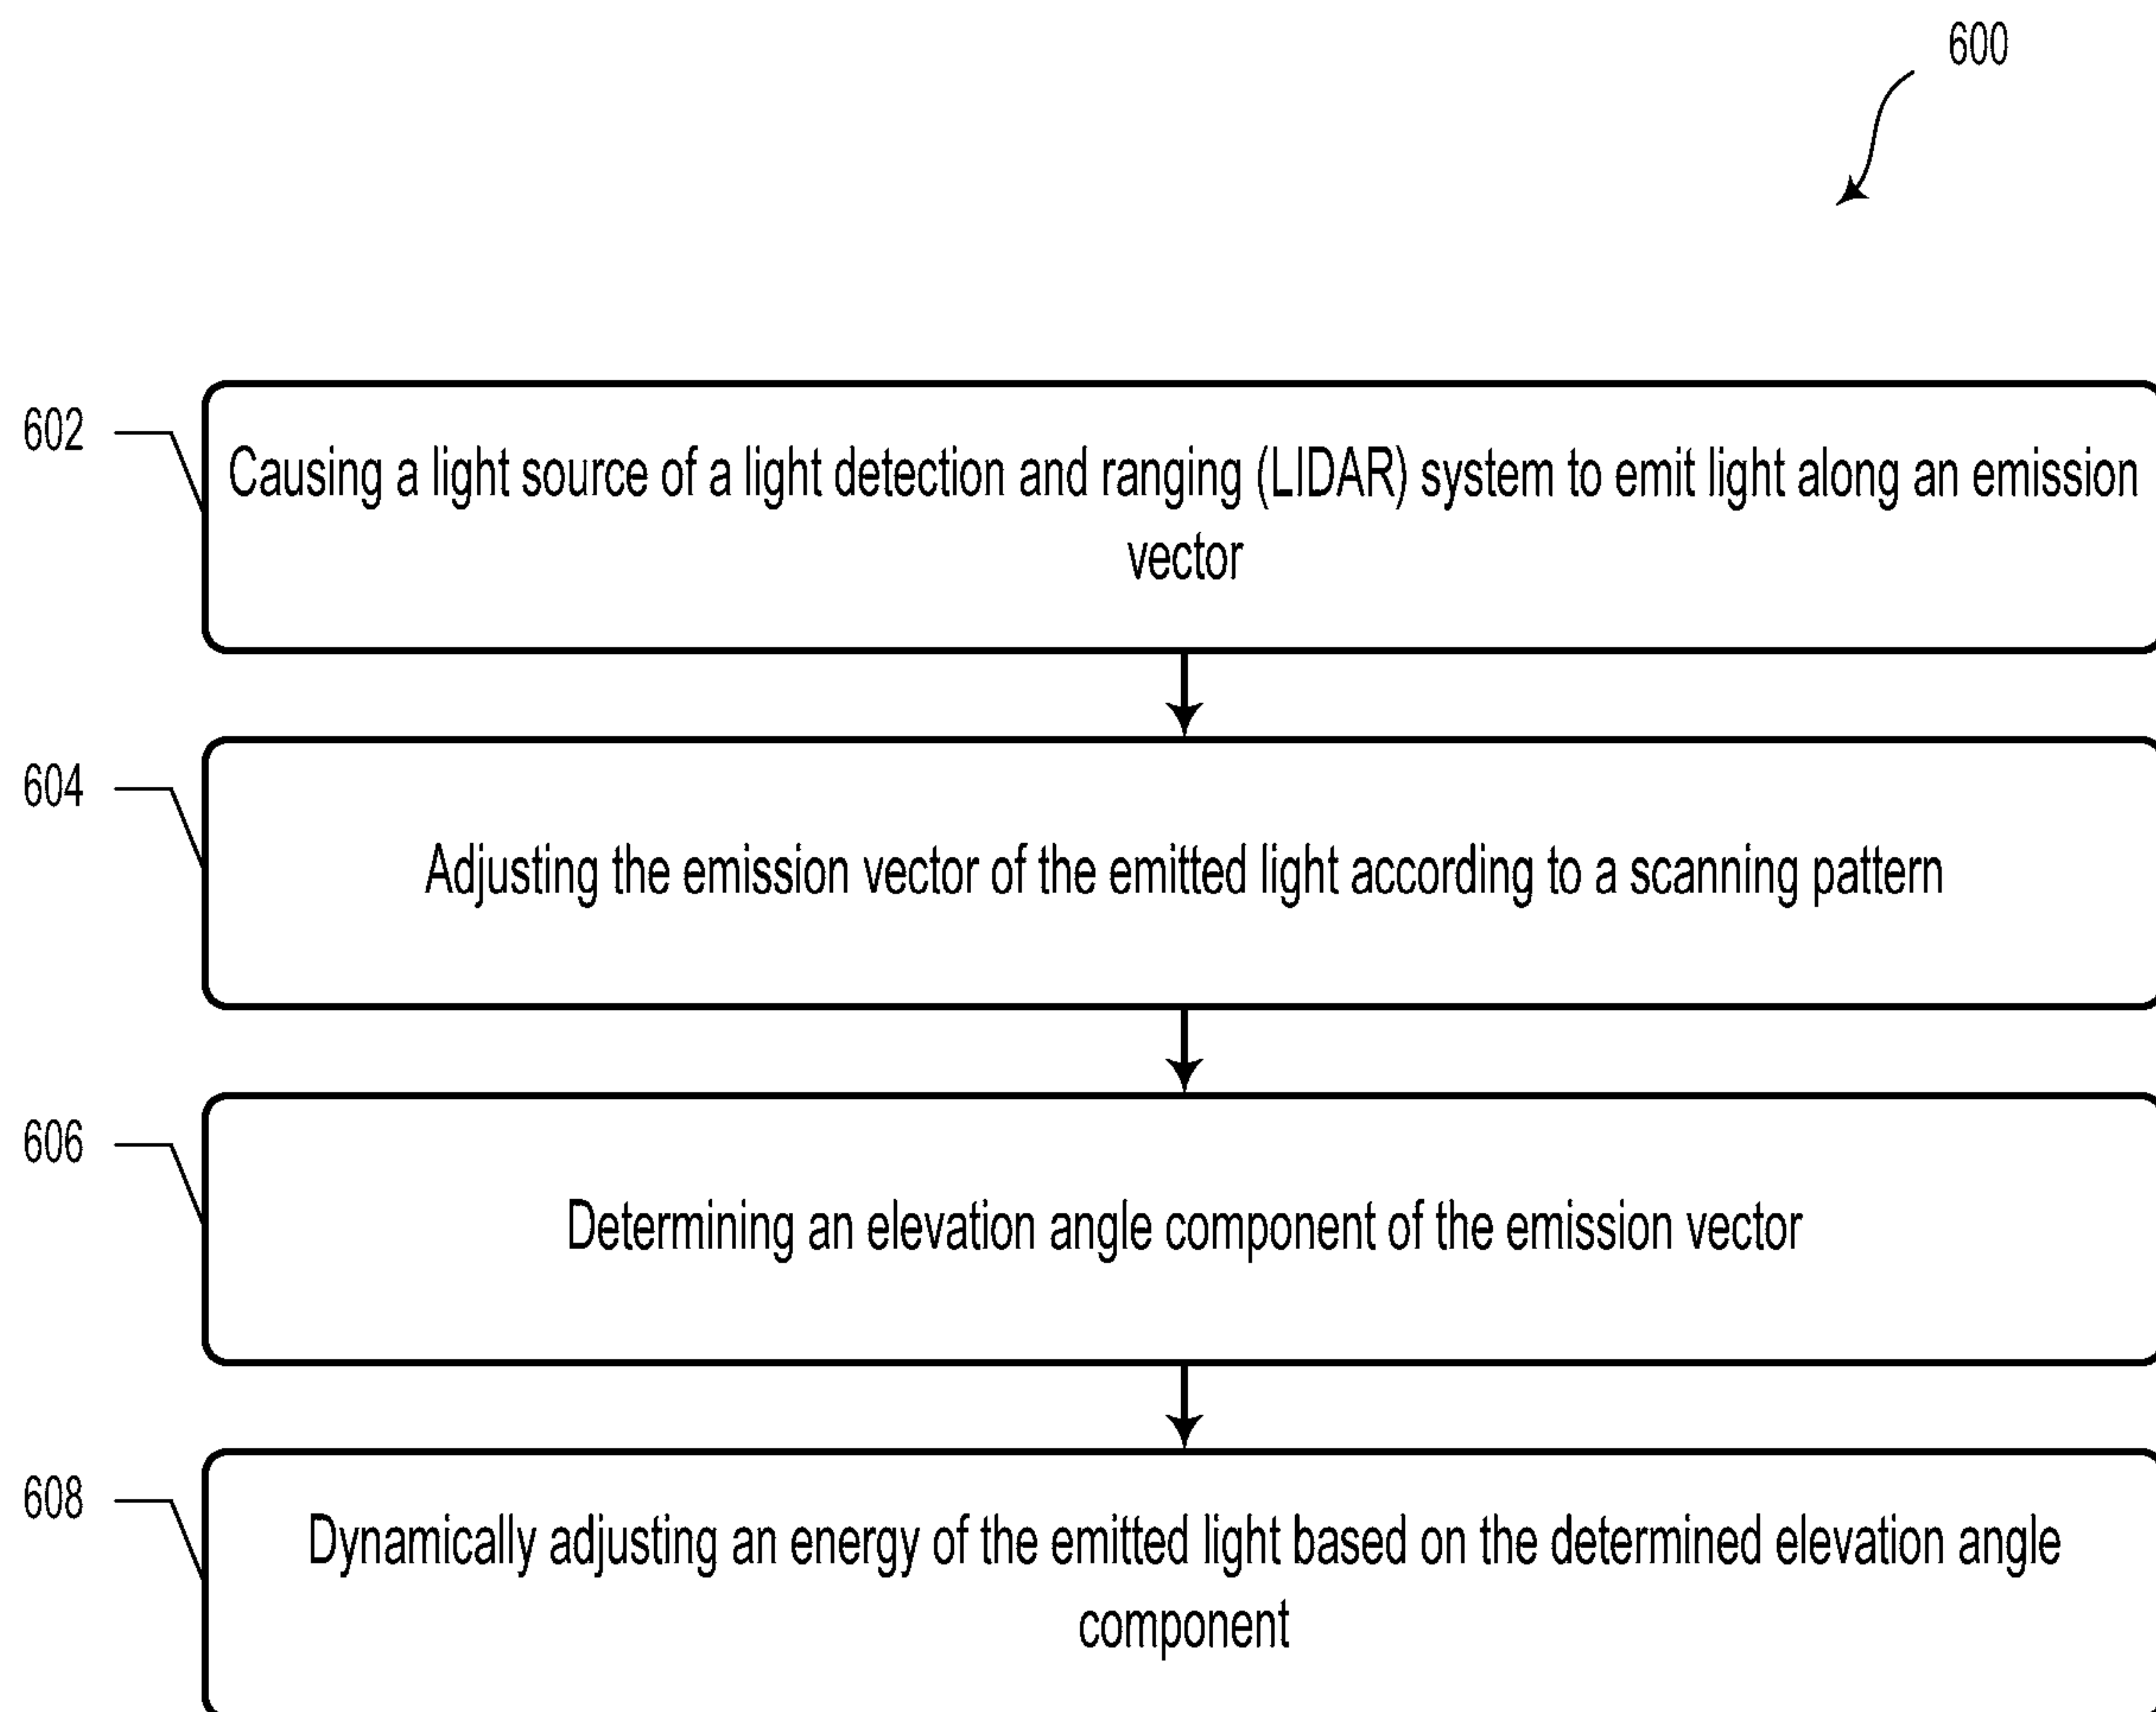 600
602
Causing a light source of a light detection and ranging (LIDAR) system to emit light along an emission
vector
604
Adjusting the emission vector of the emitted light according to a scanning pattern
606
Determining an elevation angle component of the emission vector
608
Dynamically adjusting an energy of the emitted light based on the determined elevation angle
component